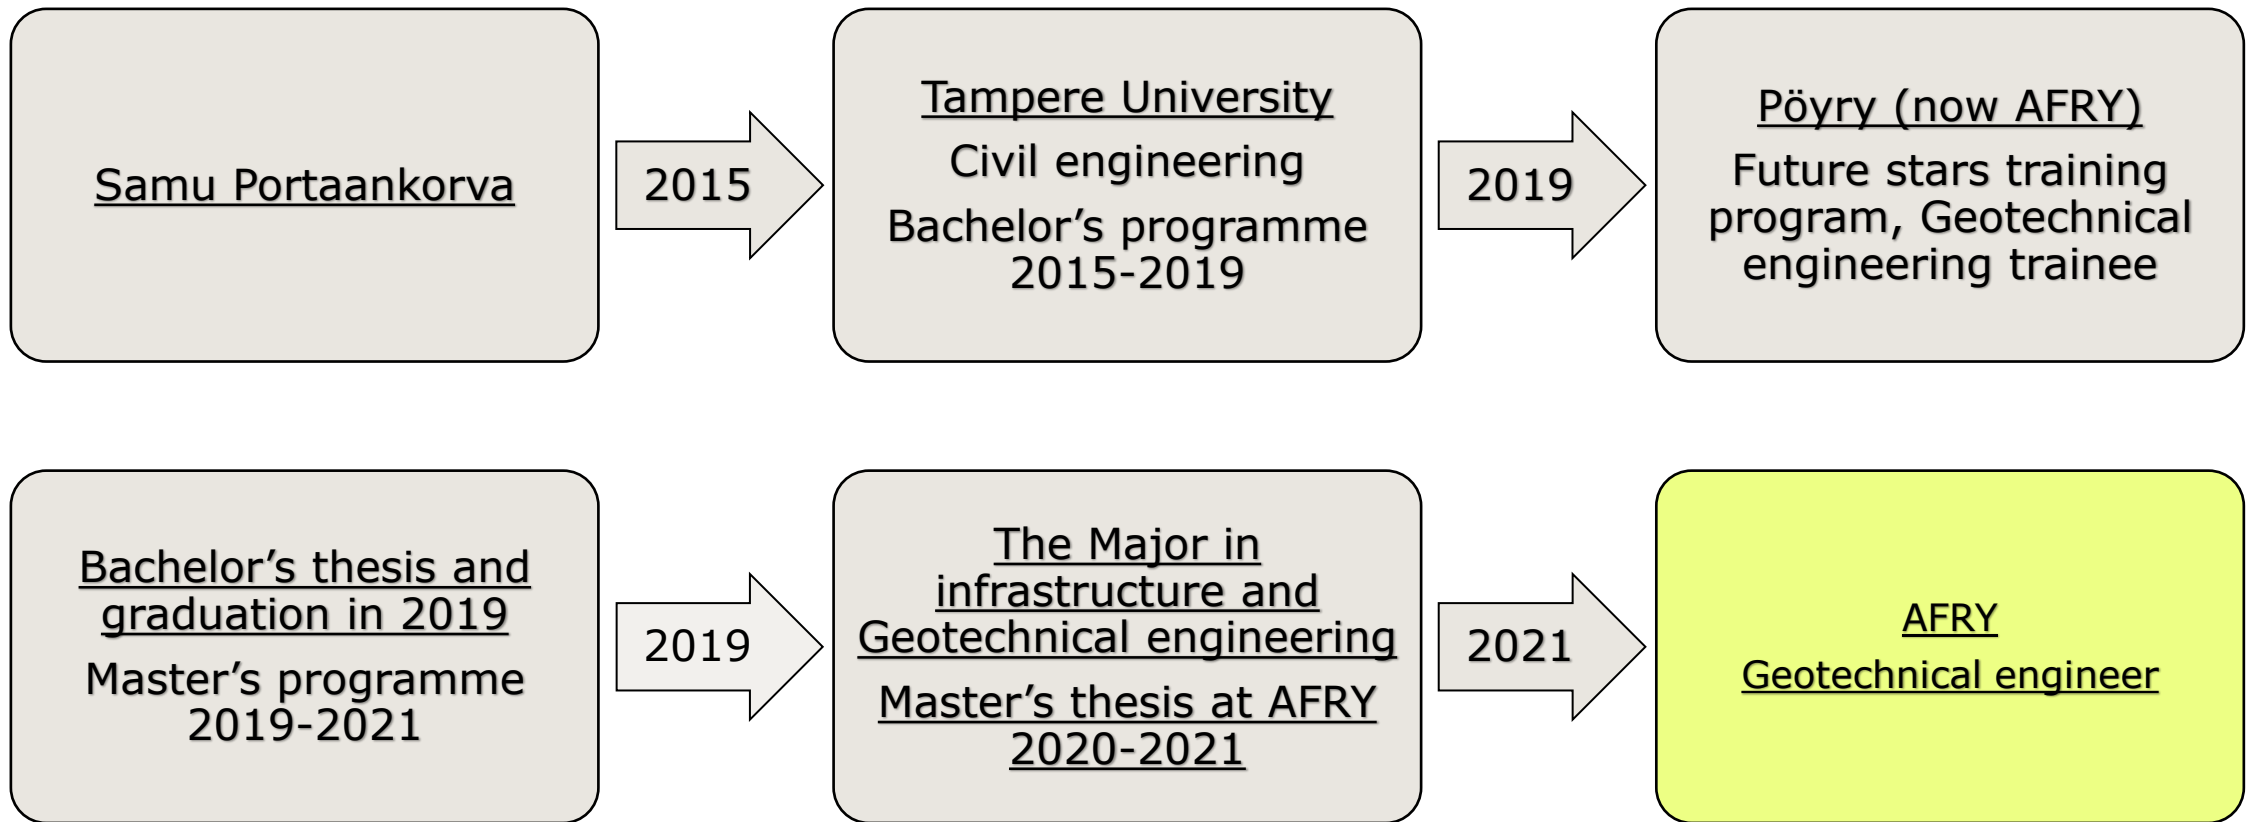 Samu Portaankorva
2015
Tampere University
Civil engineering
Bachelor’s programme
2015-2019
2019
Pöyry (now AFRY)
Future stars training
program, Geotechnical
engineering trainee
Bachelor’s thesis and
graduation in 2019
Master’s programme
2019-2021
2019
The Major in
infrastructure and
Geotechnical engineering
Master’s thesis at AFRY
2020-2021
2021
AFRY
Geotechnical engineer